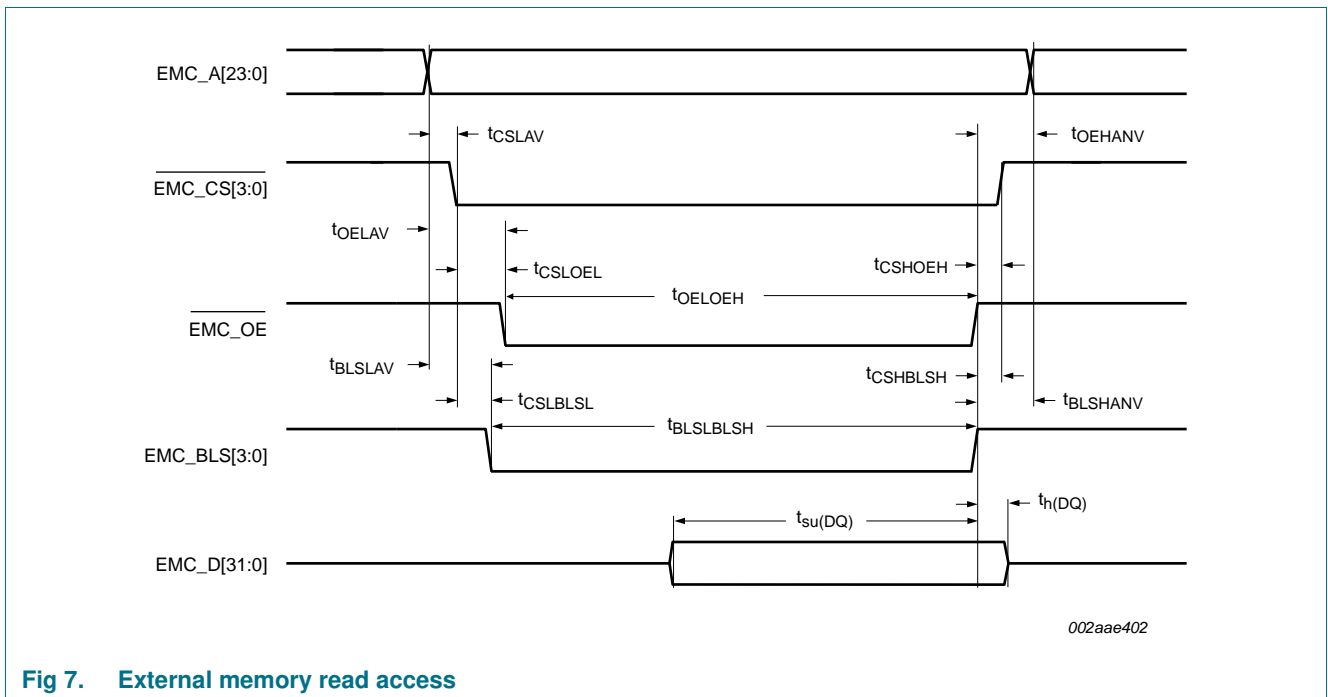 EMC_A[23:0]
tCSLAV
tOEHANV
EMC_CS[3:0]
tOELAV
tCSLOEL
tCSHOEH
tOELOEH
EMC_OE
tBLSLAV
tCSHBLSH
tCSLBLSL
tBLSHANV
tBLSLBLSH
EMC_BLS[3:0]
th(DQ)
tsu(DQ)
EMC_D[31:0]
002aae402
Fig 7. External memory read access